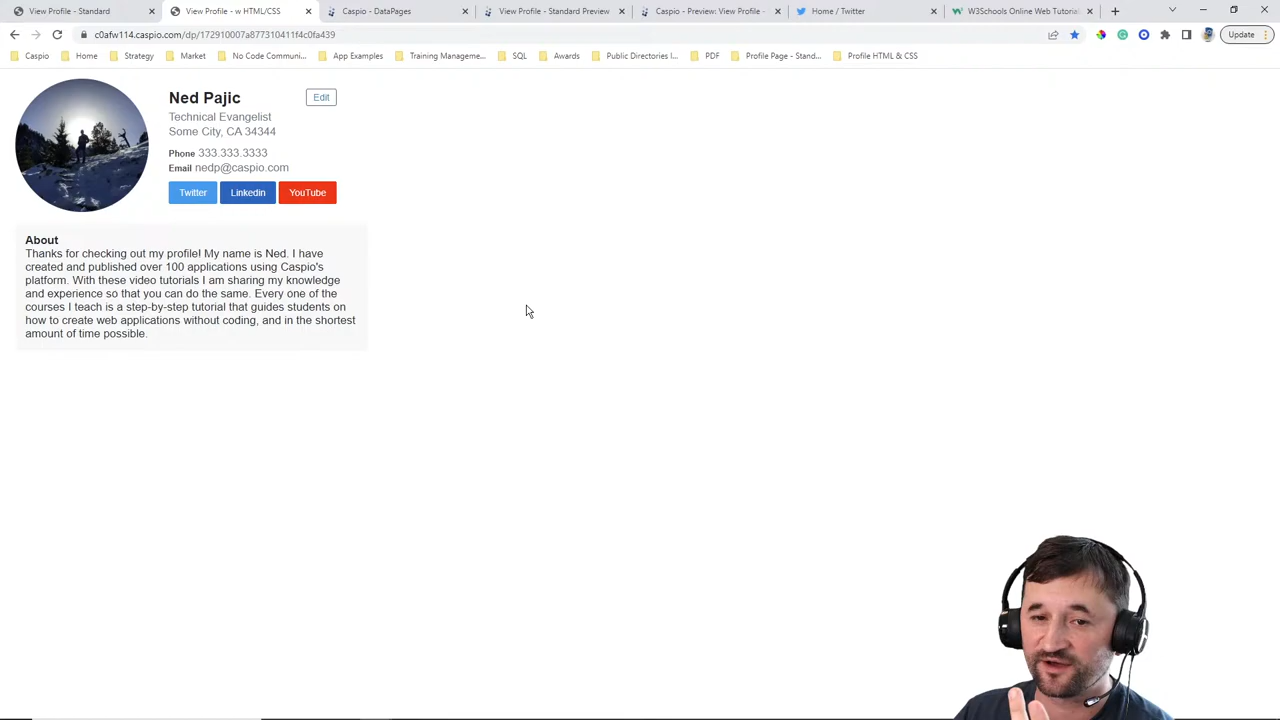 View Profile - Standard
View Profile - w HTML/CSS
Caspio - DataPages
View Profile - Standard Preview
Caspio - Preview: View Profile -
Home / Twitter
W3Schools Online Web Tutorial
c0afw114.caspio.com/dp/172910007a877310411f4c0fa439
Update
Caspio
Home
Strategy
Market
No Code Communi...
App Examples
Training Manageme...
SQL
Awards
Public Directories I...
PDF
Profile Page - Stand...
Profile HTML & CSS
Ned Pajic
Edit
Technical Evangelist
Some City, CA 34344
Phone 333.333.3333
Email nedp@caspio.com
Twitter
Linkedin
YouTube
About
Thanks for checking out my profile! My name is Ned. I have
created and published over 100 applications using Caspio's
platform. With these video tutorials I am sharing my knowledge
and experience so that you can do the same. Every one of the
courses I teach is a step-by-step tutorial that guides students on
how to create web applications without coding, and in the shortest
amount of time possible.